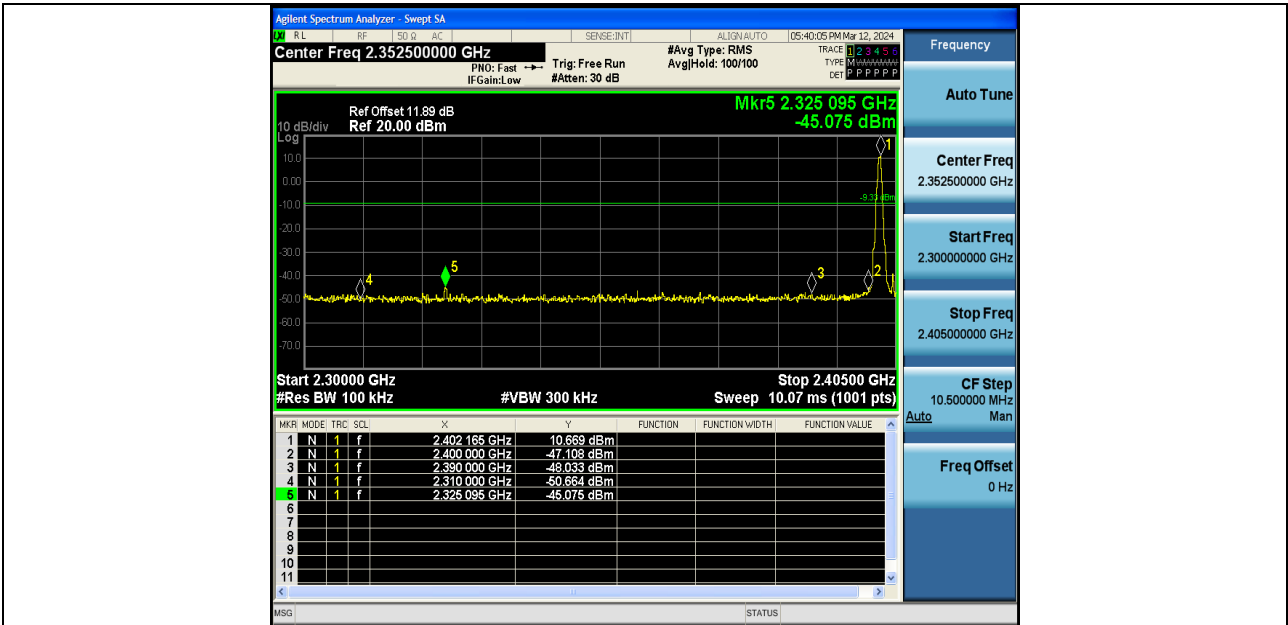 Agilent Spectrum Analyzer - Swept SA
LXI RL RF 50 Ω AC SENSE:INT ALIGN AUTO 05:40:05 PM Mar 12, 2024
Center Freq 2.352500000 GHz
#Avg Type: RMS
TRACE 1 2 3 4 5 6
PNO: Fast Trig: Free Run Avg|Hold: 100/100
TYPE M
IFGain:Low #Atten: 30 dB
DET P P P P P P
Mkr5 2.325 095 GHz
-45.075 dBm
Ref Offset 11.89 dB
10 dB/div Ref 20.00 dBm
Log
1
10.0
0.00
-9.33 dBm
-10.0
-20.0
-30.0
-40.0
4 5 3 2
-50.0
-60.0
-70.0
Start 2.30000 GHz Stop 2.40500 GHz
#Res BW 100 kHz #VBW 300 kHz Sweep 10.07 ms (1001 pts)
MKR MODE TRC SCL X Y FUNCTION FUNCTION WIDTH FUNCTION VALUE
1 N 1 f 2.402 165 GHz 10.669 dBm
2 N 1 f 2.400 000 GHz -47.108 dBm
3 N 1 f 2.390 000 GHz -48.033 dBm
4 N 1 f 2.310 000 GHz -50.664 dBm
5 N 1 f 2.325 095 GHz -45.075 dBm
6
7
8
9
10
11
MSG STATUS
Frequency
Auto Tune
Center Freq
2.352500000 GHz
Start Freq
2.300000000 GHz
Stop Freq
2.405000000 GHz
CF Step
10.500000 MHz
Auto Man
Freq Offset
0 Hz